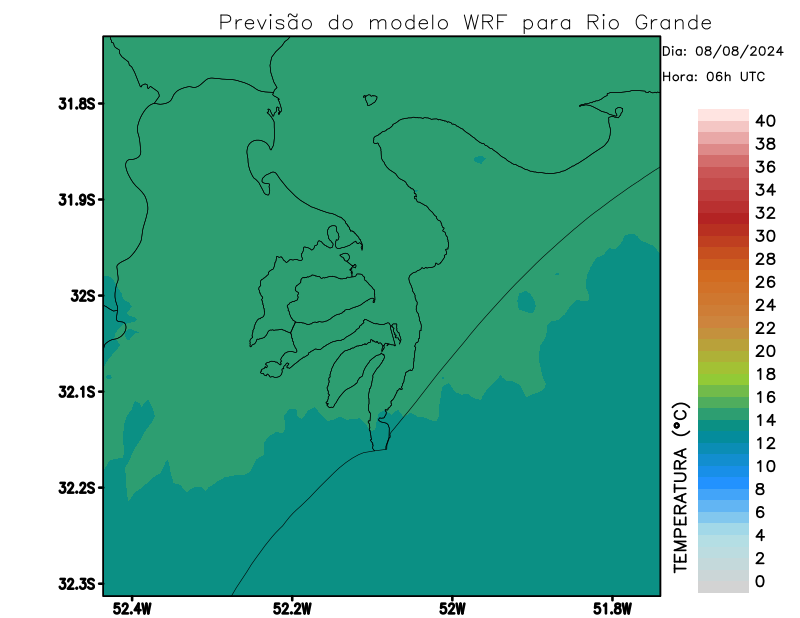 Previsão do modelo WRF para Rio Grande
Dia: 08/08/2024
Hora: 06h UTC
31.8S
31.9S
32S
32.1S
32.2S
32.3S
52.4W
52.2W
52W
51.8W
TEMPERATURA (°C)
40
38
36
34
32
30
28
26
24
22
20
18
16
14
12
10
8
6
4
2
0